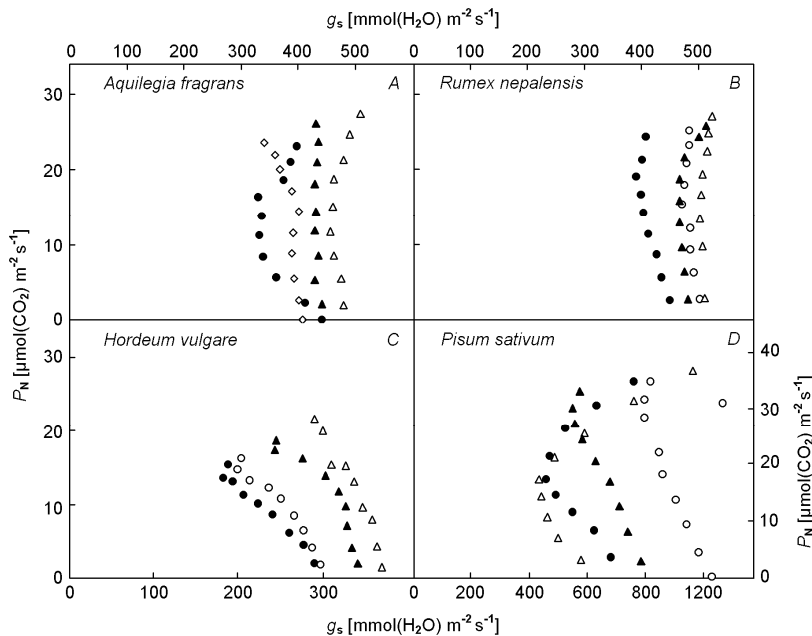 gs [mmol(H2O) m-2 s-1]
0 100 200 300 400 500 0 100 200 300 400 500
Aquilegia fragrans A Rumex nepalensis B
30
20
10
0
PN [µmol(CO2) m-2 s-1]
Hordeum vulgare C Pisum sativum D
30
20
10
0
40
30
20
10
0
PN [µmol(CO2) m-2 s-1]
100 200 300 400 600 800 1200
gs [mmol(H2O) m-2 s-1]